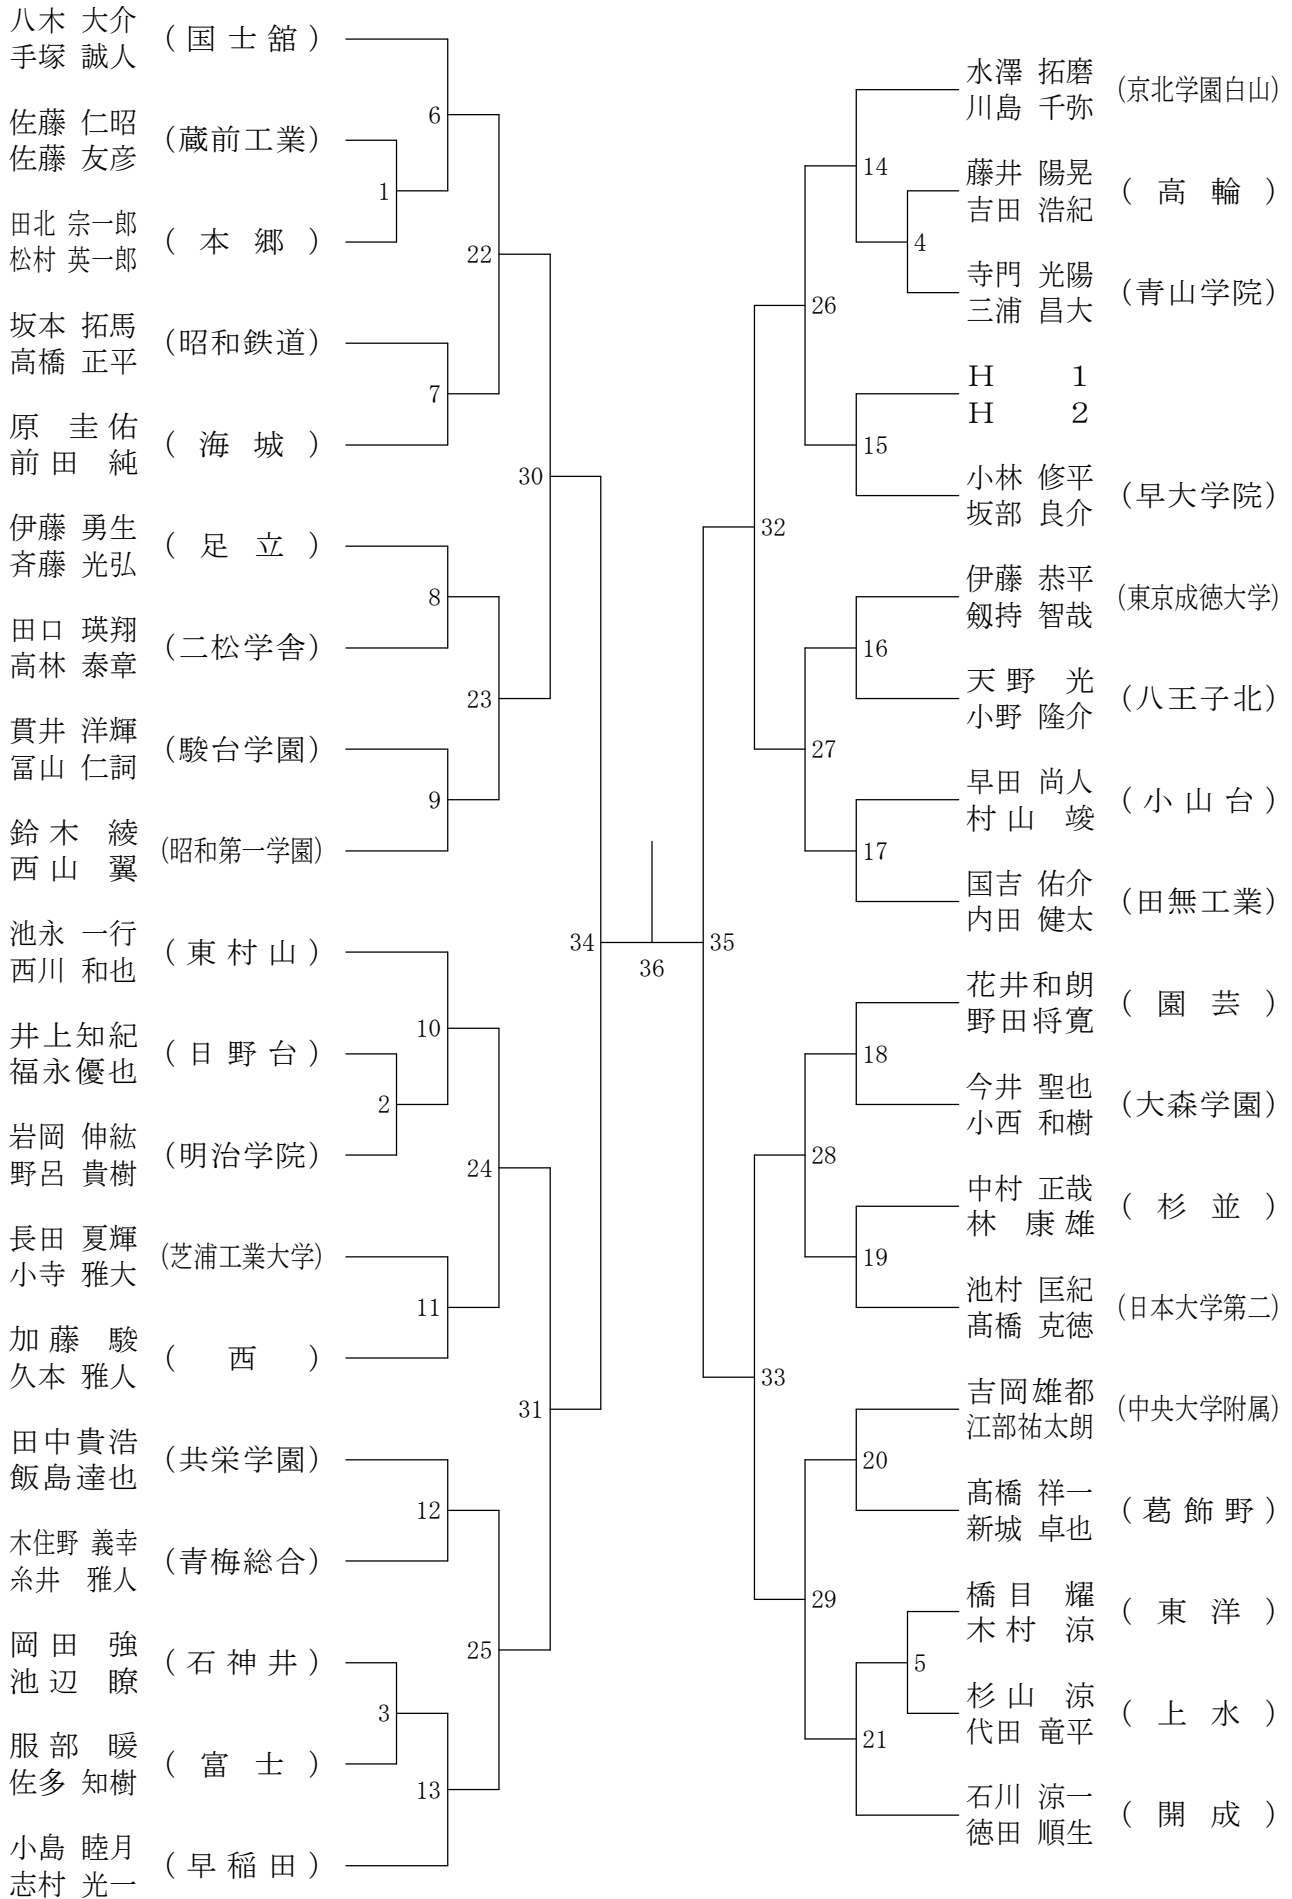 八木 大介
手塚 誠人
(国士舘)
佐藤 仁昭
佐藤 友彦
(蔵前工業)
田北 宗一郎
松村 英一郎
(本郷)
坂本 拓馬
高橋 正平
(昭和鉄道)
原 圭佑
前田 純
(海城)
伊藤 勇生
斉藤 光弘
(足立)
田口 瑛翔
高林 泰章
(二松学舎)
貫井 洋輝
冨山 仁詞
(駿台学園)
鈴木 綾
西山 翼
(昭和第一学園)
池永 一行
西川 和也
(東村山)
井上知紀
福永優也
(日野台)
岩岡 伸紘
野呂 貴樹
(明治学院)
長田 夏輝
小寺 雅大
(芝浦工業大学)
加藤 駿
久本 雅人
(西)
田中貴浩
飯島達也
(共栄学園)
木住野 義幸
糸井 雅人
(青梅総合)
岡田 強
池辺 瞭
(石神井)
服部 暖
佐多 知樹
(富士)
小島 睦月
志村 光一
(早稲田)
1
2
3
6
7
8
9
10
11
12
13
22
23
24
25
30
31
34
36
35
32
33
26
27
28
29
14
15
16
17
18
19
20
21
4
5
水澤 拓磨
川島 千弥
(京北学園白山)
藤井 陽晃
吉田 浩紀
(高輪)
寺門 光陽
三浦 昌大
(青山学院)
H 1
H 2
小林 修平
坂部 良介
(早大学院)
伊藤 恭平
剱持 智哉
(東京成徳大学)
天野 光
小野 隆介
(八王子北)
早田 尚人
村山 竣
(小山台)
国吉 佑介
内田 健太
(田無工業)
花井和朗
野田将寛
(園芸)
今井 聖也
小西 和樹
(大森学園)
中村 正哉
林 康雄
(杉並)
池村 匡紀
髙橋 克徳
(日本大学第二)
吉岡雄都
江部祐太朗
(中央大学附属)
髙橋 祥一
新城 卓也
(葛飾野)
橋目 耀
木村 涼
(東洋)
杉山 涼
代田 竜平
(上水)
石川 涼一
徳田 順生
(開成)